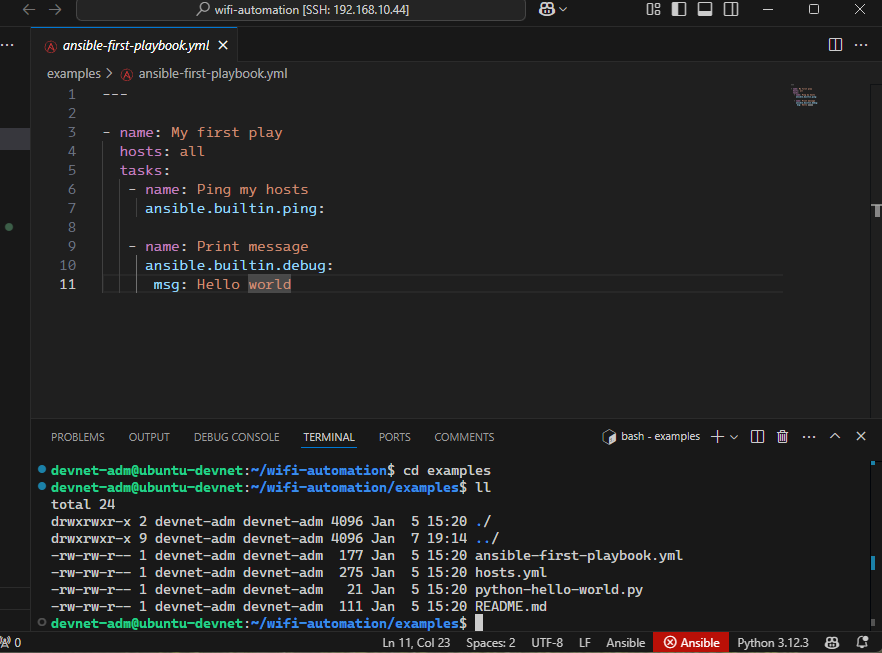 wifi-automation [SSH: 192.168.10.44]
ansible-first-playbook.yml
examples > ansible-first-playbook.yml
1 ---
2
3 - name: My first play
4 hosts: all
5 tasks:
6 - name: Ping my hosts
7 ansible.builtin.ping:
8
9 - name: Print message
10 ansible.builtin.debug:
11 msg: Hello world
PROBLEMS OUTPUT DEBUG CONSOLE TERMINAL PORTS COMMENTS bash - examples
devnet-adm@ubuntu-devnet:~/wifi-automation$ cd examples
devnet-adm@ubuntu-devnet:~/wifi-automation/examples$ ll
total 24
drwxrwxr-x 2 devnet-adm devnet-adm 4096 Jan 5 15:20 ./
drwxrwxr-x 9 devnet-adm devnet-adm 4096 Jan 7 19:14 ../
-rw-rw-r-- 1 devnet-adm devnet-adm 177 Jan 5 15:20 ansible-first-playbook.yml
-rw-rw-r-- 1 devnet-adm devnet-adm 275 Jan 5 15:20 hosts.yml
-rw-rw-r-- 1 devnet-adm devnet-adm 21 Jan 5 15:20 python-hello-world.py
-rw-rw-r-- 1 devnet-adm devnet-adm 111 Jan 5 15:20 README.md
devnet-adm@ubuntu-devnet:~/wifi-automation/examples$
0 Ln 11, Col 23 Spaces: 2 UTF-8 LF Ansible Ansible Python 3.12.3